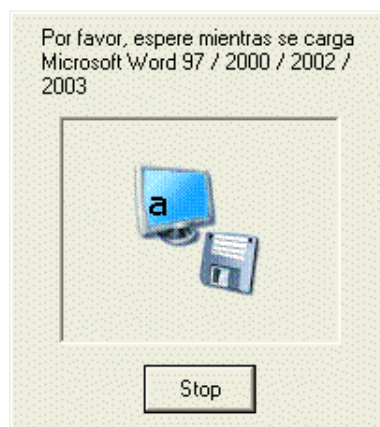 Por favor, espere mientras se carga
Microsoft Word 97 / 2000 / 2002 /
2003
a
Stop